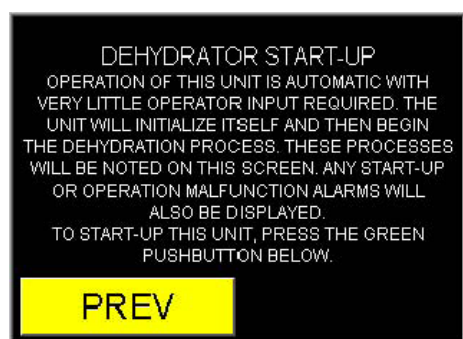 DEHYDRATOR START-UP
OPERATION OF THIS UNIT IS AUTOMATIC WITH
VERY LITTLE OPERATOR INPUT REQUIRED. THE
UNIT WILL INITIALIZE ITSELF AND THEN BEGIN
THE DEHYDRATION PROCESS. THESE PROCESSES
WILL BE NOTED ON THIS SCREEN. ANY START-UP
OR OPERATION MALFUNCTION ALARMS WILL
ALSO BE DISPLAYED.
TO START-UP THIS UNIT, PRESS THE GREEN
PUSHBUTTON BELOW.
PREV